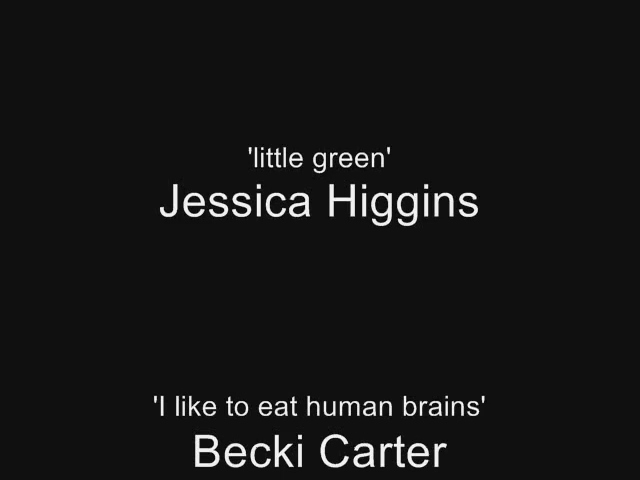 'little green'
Jessica Higgins
'I like to eat human brains'
Becki Carter